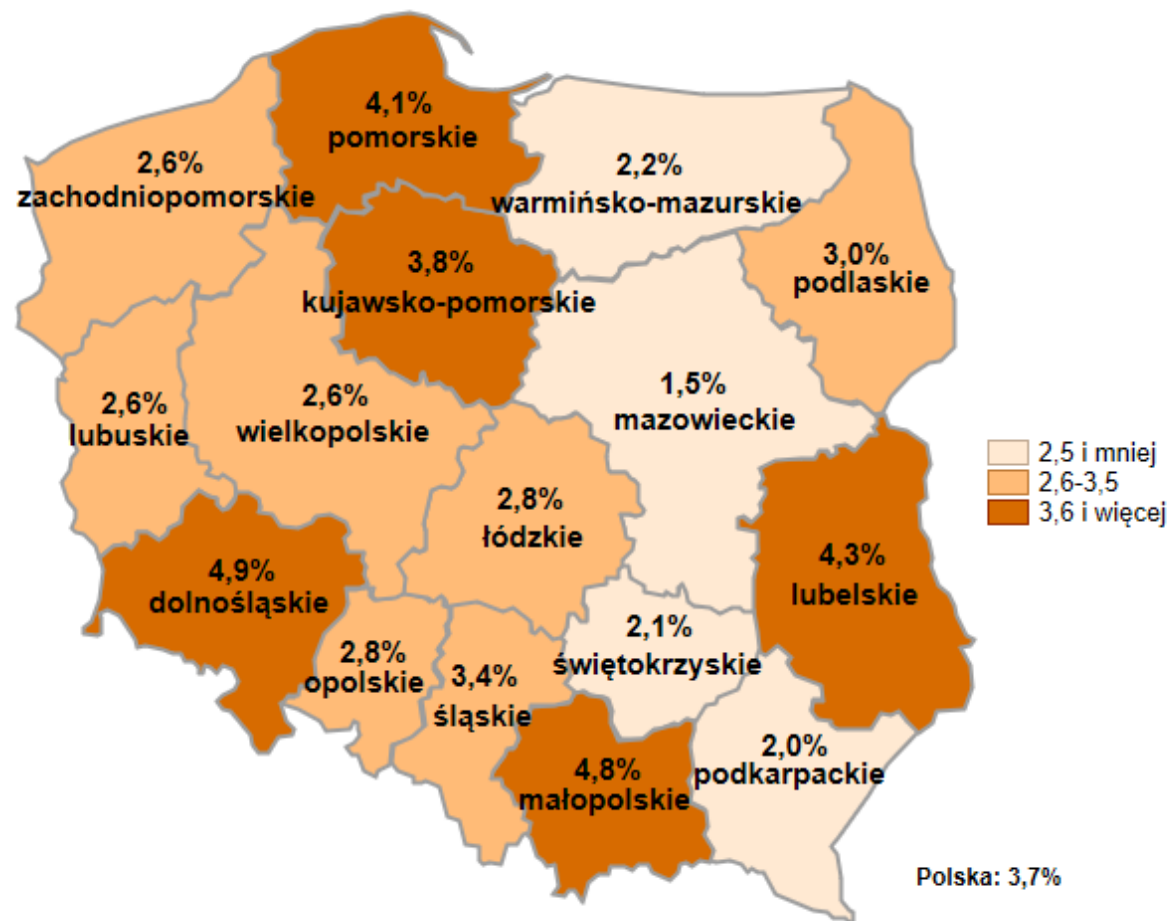 4,1%
pomorskie
2,6%
zachodniopomorskie
2,2%
warmińsko-mazurskie
3,8%
kujawsko-pomorskie
3,0%
podlaskie
2,6%
lubuskie
2,6%
wielkopolskie
1,5%
mazowieckie
2,8%
łódzkie
2,5 i mniej
2,6-3,5
3,6 i więcej
4,9%
dolnośląskie
4,3%
lubelskie
2,8%
opolskie
3,4%
śląskie
2,1%
świętokrzyskie
4,8%
małopolskie
2,0%
podkarpackie
Polska: 3,7%